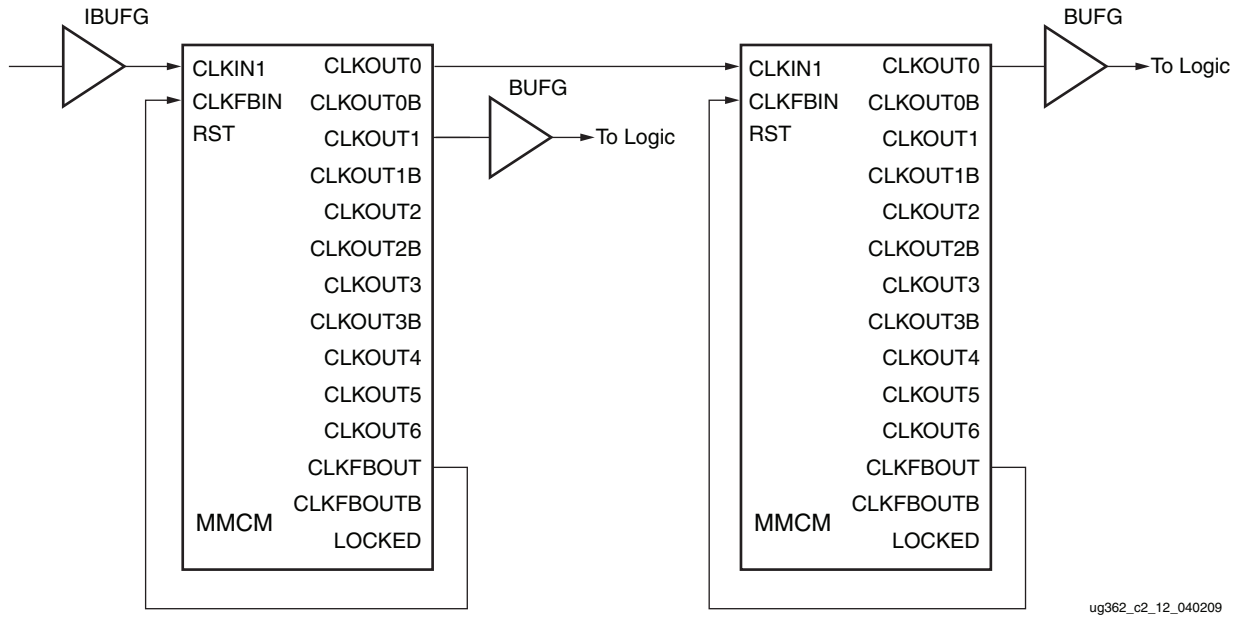 IBUFG
CLKIN1
CLKFBIN
RST
CLKOUT0
CLKOUT0B
CLKOUT1
CLKOUT1B
CLKOUT2
CLKOUT2B
CLKOUT3
CLKOUT3B
CLKOUT4
CLKOUT5
CLKOUT6
CLKFBOUT
CLKFBOUTB
LOCKED
MMCM
BUFG
To Logic
CLKIN1
CLKFBIN
RST
CLKOUT0
CLKOUT0B
CLKOUT1
CLKOUT1B
CLKOUT2
CLKOUT2B
CLKOUT3
CLKOUT3B
CLKOUT4
CLKOUT5
CLKOUT6
CLKFBOUT
CLKFBOUTB
LOCKED
MMCM
BUFG
To Logic
ug362_c2_12_040209